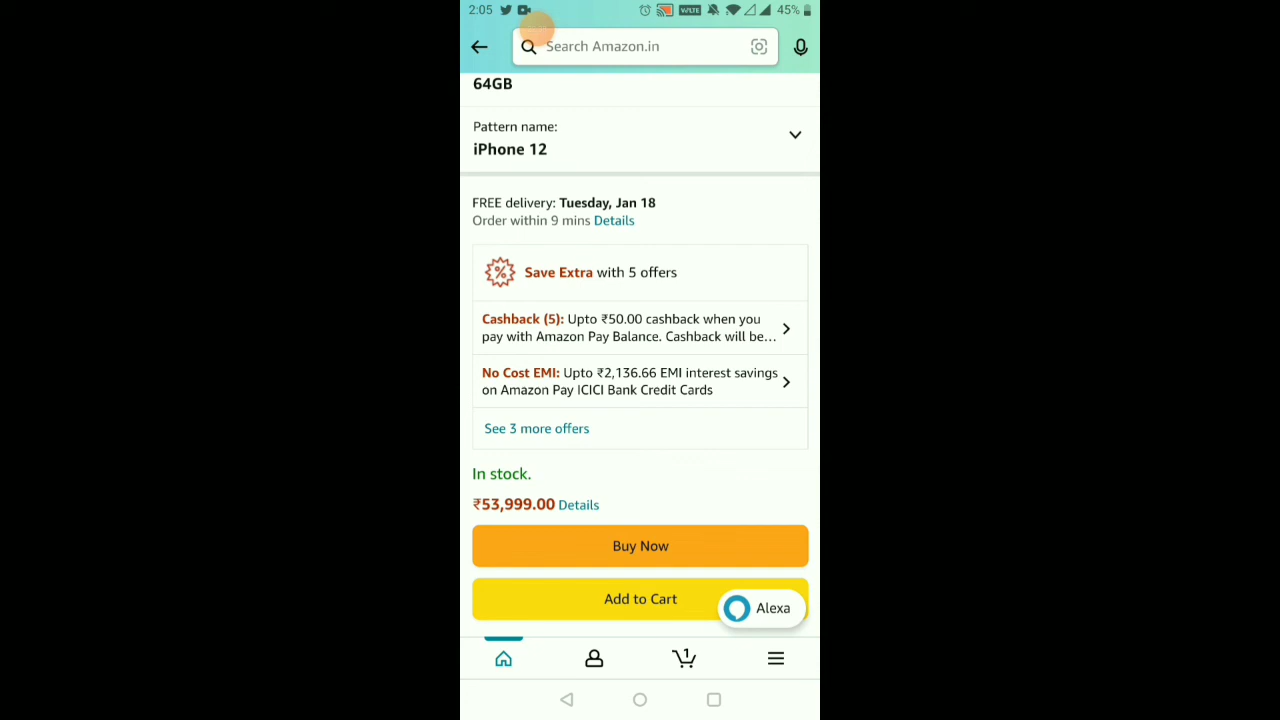 2:05 VoLTE 45%
Search Amazon.in
64GB
Pattern name:
iPhone 12
FREE delivery: Tuesday, Jan 18
Order within 9 mins Details
Save Extra with 5 offers
Cashback (5): Upto ₹50.00 cashback when you
pay with Amazon Pay Balance. Cashback will be...
No Cost EMI: Upto ₹2,136.66 EMI interest savings
on Amazon Pay ICICI Bank Credit Cards
See 3 more offers
In stock.
₹53,999.00 Details
Buy Now
Add to Cart
Alexa
1